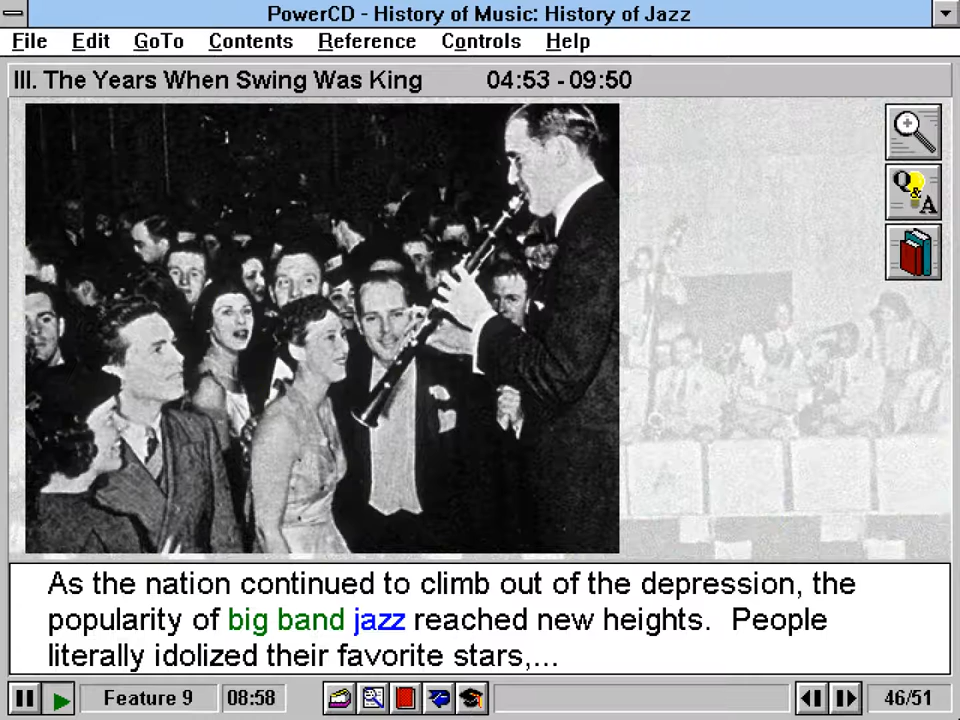 PowerCD - History of Music: History of Jazz
File Edit GoTo Contents Reference Controls Help
III. The Years When Swing Was King 04:53 - 09:50
Q & A
As the nation continued to climb out of the depression, the
popularity of big band jazz reached new heights. People
literally idolized their favorite stars,...
Feature 9 08:58 46/51